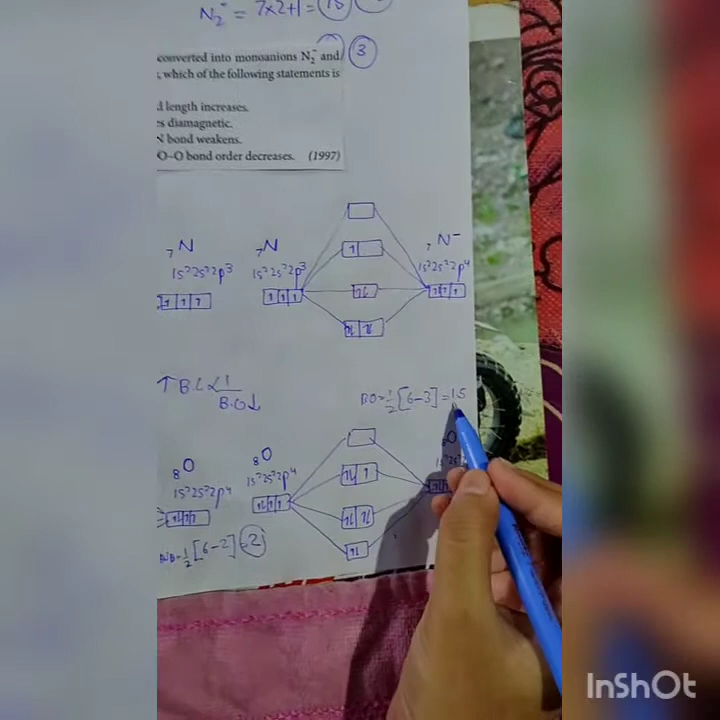 N₂⁻ = 7x2+1 = 15
converted into monoanions N₂⁻ and
, which of the following statements is
3
d length increases.
es diamagnetic.
N bond weakens.
O–O bond order decreases. (1997)
₇N
1s²2s²2p³
₇N
1s²2s²2p³
₇N⁻
1s²2s²2p⁴
↑ B.L ∝ 1/B.O↓
BO = 1/2 [6-3] = 1.5
₈O
1s²2s²2p⁴
₈O
1s²2s²2p⁴
= 1/2 [6-2] = 2
InShOt